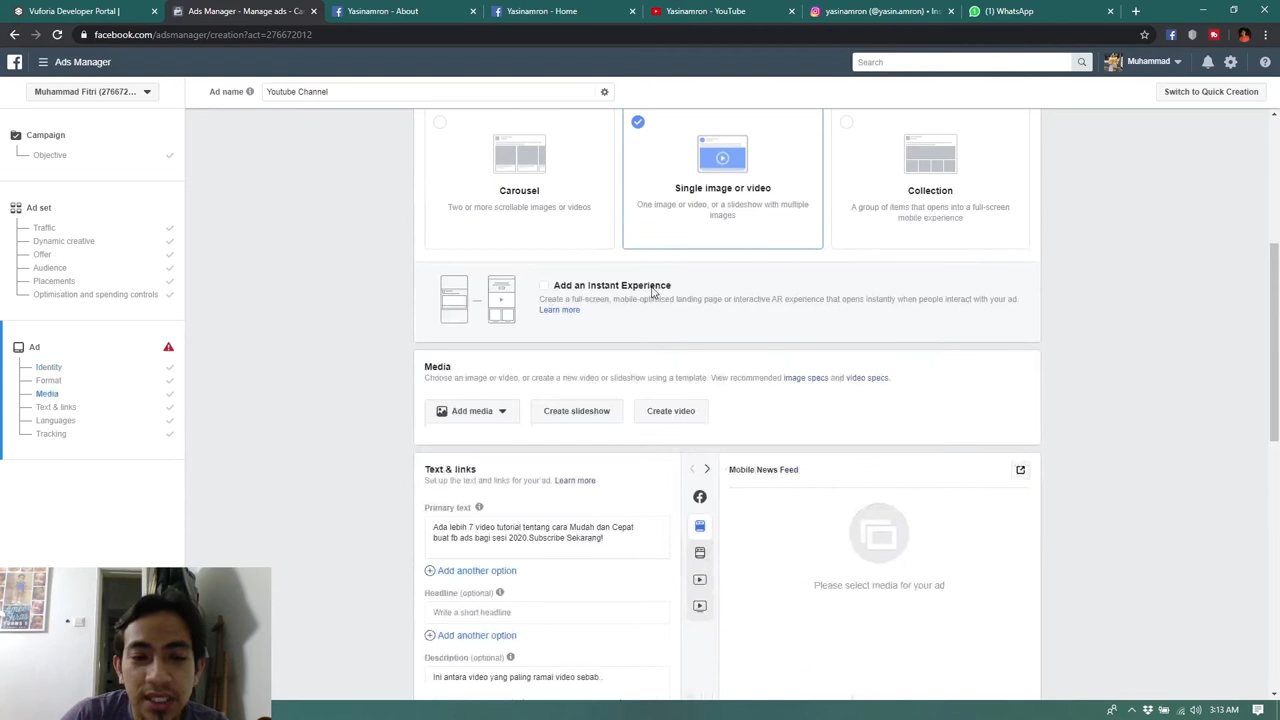 Vuforia Developer Portal
Ads Manager - Manage ads - C
Yasinamron - About
Yasinamron - Home
Yasinamron - YouTube
yasinamron (@yasinamron) • In
(1) WhatsApp
facebook.com/adsmanager/creation?act=276672012
Ads Manager
Search
Muhammad
Muhammad Fitri (276672...
Ad name
Youtube Channel
Switch to Quick Creation
Campaign
Objective
Ad set
Traffic
Dynamic creative
Offer
Audience
Placements
Optimisation and spending controls
Ad
Identity
Format
Media
Text & links
Languages
Tracking
Carousel
Two or more scrollable images or videos
Single image or video
One image or video, or a slideshow with multiple
images
Collection
A group of items that opens into a full-screen
mobile experience
Add an Instant Experience
Create a full-screen, mobile-optimised landing page or interactive AR experience that opens instantly when people interact with your ad.
Learn more
Media
Choose an image or video, or create a new video or slideshow using a template. View recommended image specs and video specs.
Add media
Create slideshow
Create video
Text & links
Set up the text and links for your ad. Learn more
Primary text
Ada lebih 7 video tutorial tentang cara Mudah dan Cepat
buat fb ads bagi sesi 2020.Subscribe Sekarang!
Add another option
Headline (optional)
Write a short headline
Add another option
Description (optional)
Ini antara video yang paling ramai video sebab..
Mobile News Feed
Please select media for your ad
3:13 AM